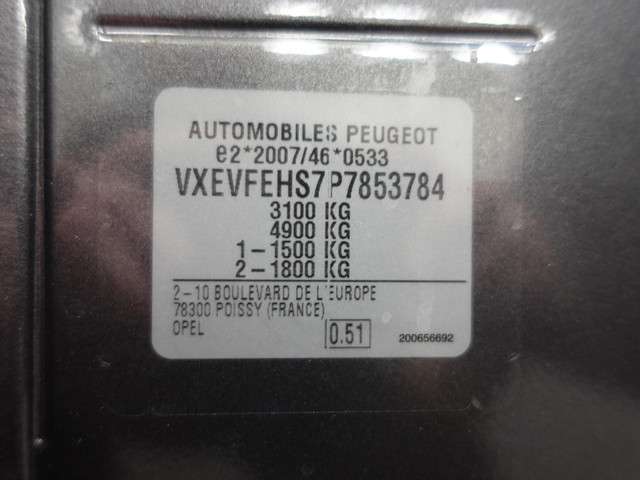 AUTOMOBILES PEUGEOT
e2*2007/46*0533
VXEVFEHS7P7853784
3100 KG
4900 KG
1-1500 KG
2-1800 KG
2-10 BOULEVARD DE L'EUROPE
78300 POISSY (FRANCE)
OPEL 0.51 200656692